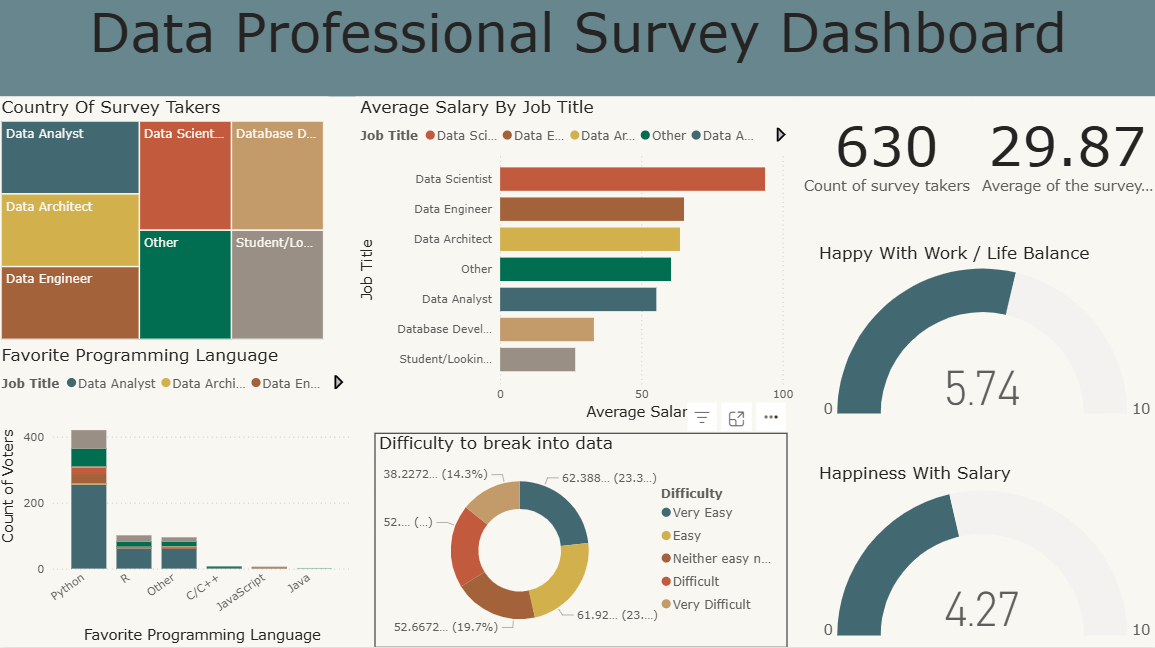 Data Professional Survey Dashboard
Country Of Survey Takers
Data Analyst
Data Scient...
Database D...
Data Architect
Other
Student/Lo...
Data Engineer
Average Salary By Job Title
Job Title Data Sci... Data E... Data Ar... Other Data A...
Job Title
Data Scientist
Data Engineer
Data Architect
Other
Data Analyst
Database Devel...
Student/Lookin...
0 50 100
Average Salar
630
Count of survey takers
29.87
Average of the survey...
Happy With Work / Life Balance
5.74
0 10
Favorite Programming Language
Job Title Data Analyst Data Archi... Data En...
Count of Voters
400
200
0
Python R Other C/C++ JavaScript Java
Favorite Programming Language
Difficulty to break into data
38.2272... (14.3%)
62.388... (23.3...)
52.... (...)
52.6672 (19.7%)
61.92... (23....)
Difficulty
Very Easy
Easy
Neither easy n...
Difficult
Very Difficult
Happiness With Salary
4.27
0 10